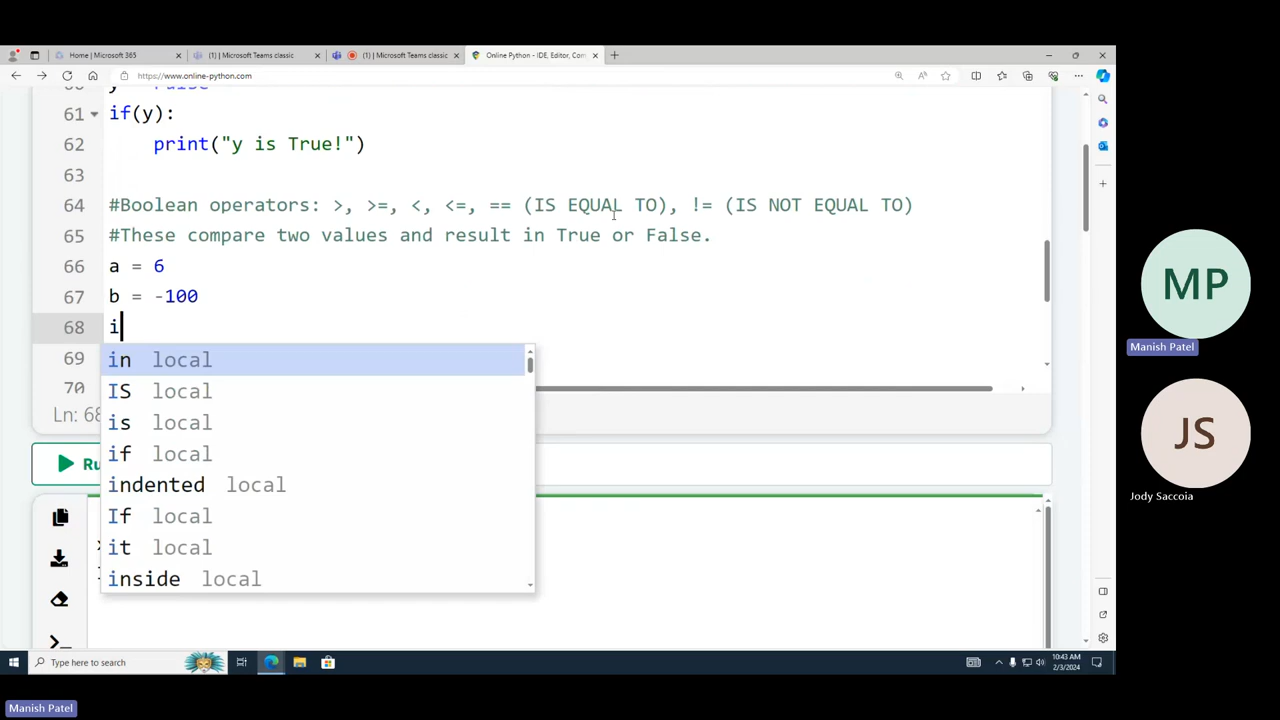 Home | Microsoft 365
(1) | Microsoft Teams classic
(1) | Microsoft Teams classic
Online Python - IDE, Editor, Com
https://www.online-python.com
61 if(y):
62 print("y is True!")
63
64 #Boolean operators: >, >=, <, <=, == (IS EQUAL TO), != (IS NOT EQUAL TO)
65 #These compare two values and result in True or False.
66 a = 6
67 b = -100
68 i
69
70
in local
IS local
is local
if local
indented local
If local
it local
inside local
Ln: 68
Ru
MP
Manish Patel
JS
Jody Saccoia
Type here to search
10:43 AM
2/3/2024
Manish Patel